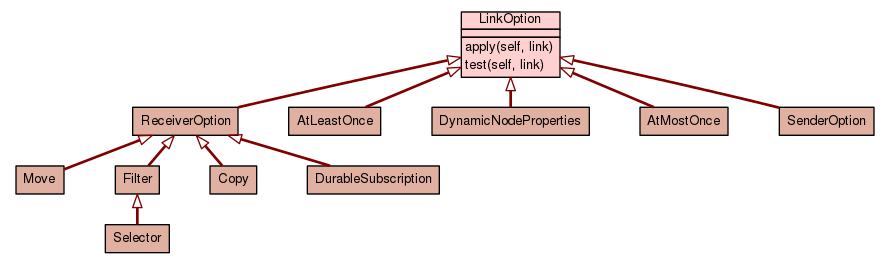 LinkOption
apply(self, link)
test(self, link)
ReceiverOption
AtLeastOnce
DynamicNodeProperties
AtMostOnce
SenderOption
Move
Filter
Copy
DurableSubscription
Selector